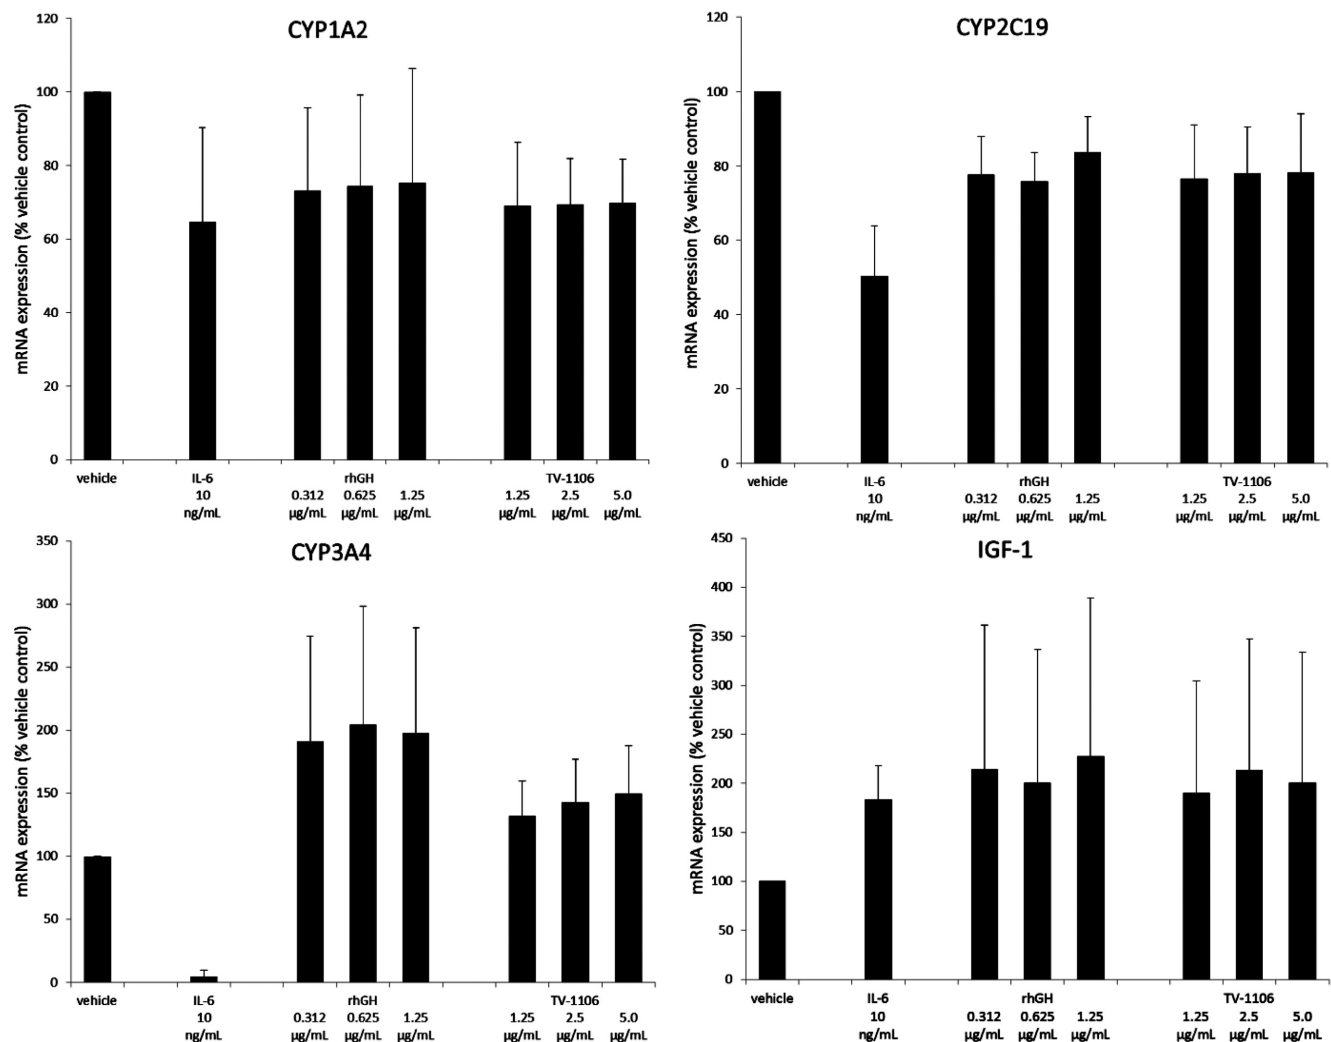 CYP1A2
mRNA expression (% vehicle control)
120
100
80
60
40
20
0
vehicle IL-6 rhGH TV-1106
10 0.312 0.625 1.25 1.25 2.5 5.0
ng/mL µg/mL µg/mL µg/mL µg/mL µg/mL µg/mL
CYP2C19
mRNA expression (% vehicle control)
120
100
80
60
40
20
0
vehicle IL-6 rhGH TV-1106
10 0.312 0.625 1.25 1.25 2.5 5.0
ng/mL µg/mL µg/mL µg/mL µg/mL µg/mL µg/mL
CYP3A4
mRNA expression (% vehicle control)
350
300
250
200
150
100
50
0
vehicle IL-6 rhGH TV-1106
10 0.312 0.625 1.25 1.25 2.5 5.0
ng/mL µg/mL µg/mL µg/mL µg/mL µg/mL µg/mL
IGF-1
mRNA expression (% vehicle control)
450
400
350
300
250
200
150
100
50
0
vehicle IL-6 rhGH TV-1106
10 0.312 0.625 1.25 1.25 2.5 5.0
ng/mL µg/mL µg/mL µg/mL µg/mL µg/mL µg/mL